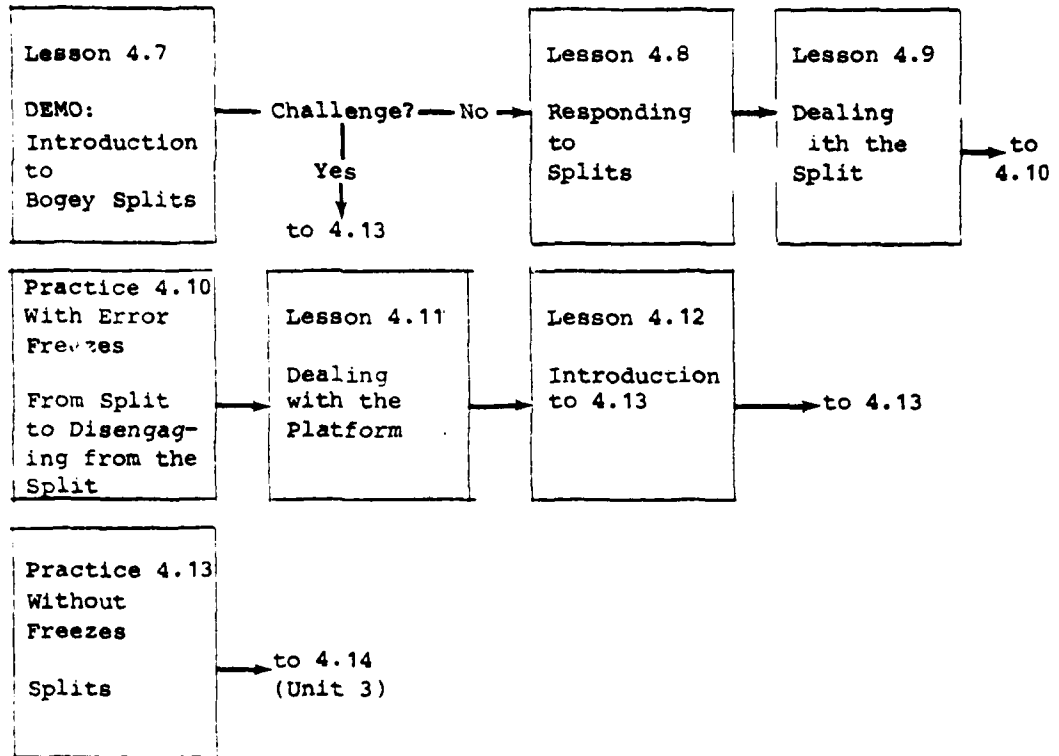 Lesson 4.7
DEMO:
Introduction
to
Bogey Splits
Challenge?
No
Yes
to 4.13
Lesson 4.8
Responding
to
Splits
Lesson 4.9
Dealing
ith the
Split
to
4.10
Practice 4.10
With Error
From Split
to Disengag-
ing from the
Split
Lesson 4.11
Dealing
with the
Platform
Lesson 4.12
Introduction
to 4.13
to 4.13
Practice 4.13
Without
Freezes
Splits
to 4.14
(Unit 3)